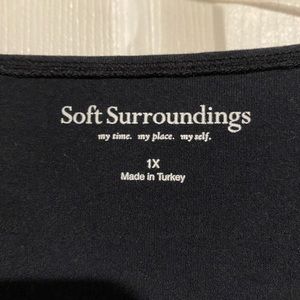 Soft Surroundings
my time. my place. my self.
1X
Made in Turkey